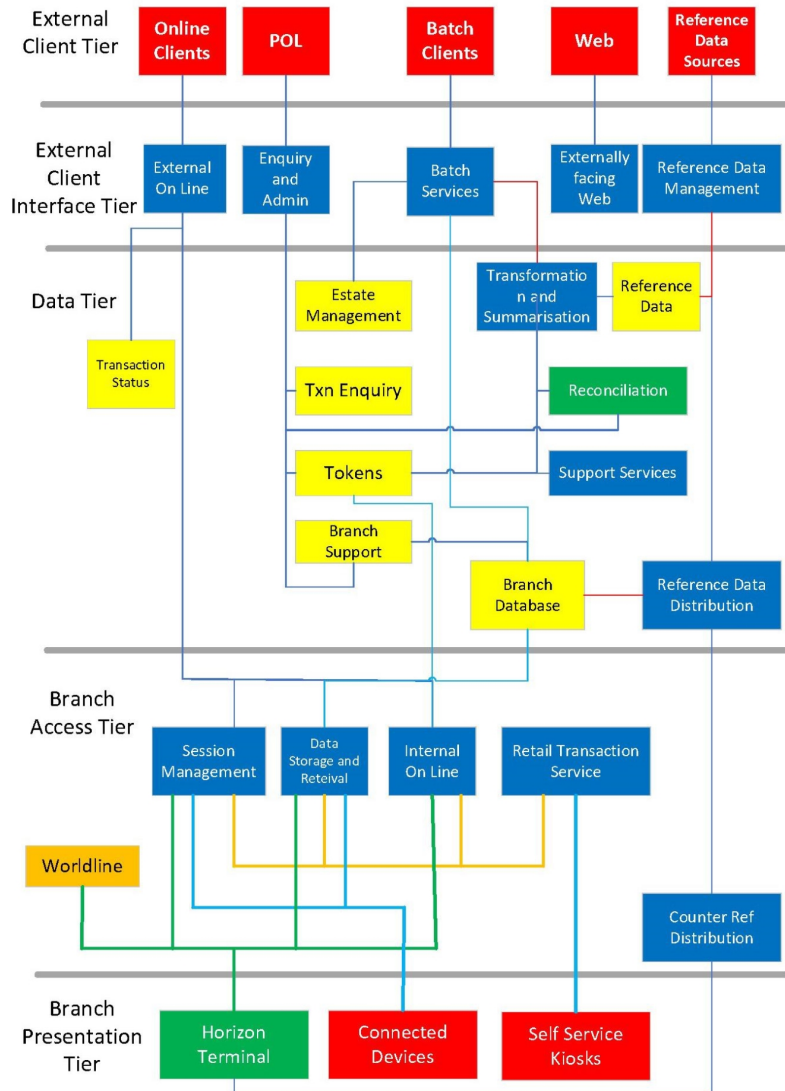 External
Client Tier
Online
Clients
POL
Batch
Clients
Web
Reference
Data
Sources
External
Client
Interface Tier
External
On Line
Enquiry
and
Admin
Batch
Services
Externally
facing
Web
Reference Data
Management
Data Tier
Estate
Management
Transformatio
n and
Summarisation
Reference
Data
Transaction
Status
Txn Enquiry
Reconciliation
Tokens
Support Services
Branch
Support
Branch
Database
Reference Data
Distribution
Branch
Access Tier
Session
Management
Data
Storage and
Reteival
Internal
On Line
Retail Transaction
Service
Worldline
Counter Ref
Distribution
Branch
Presentation
Tier
Horizon
Terminal
Connected
Devices
Self Service
Kiosks